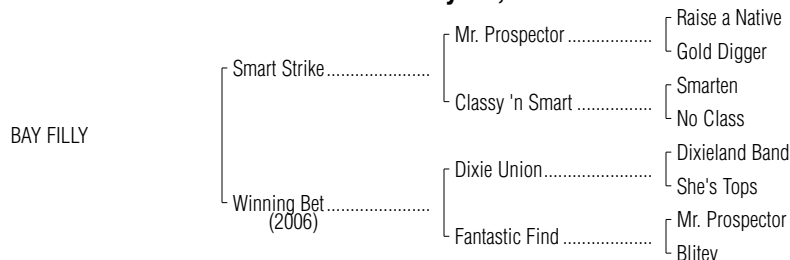 Raise a Native
Mr. Prospector
Gold Digger
Smart Strike
Smarten
Classy 'n Smart
No Class
BAY FILLY
Dixieland Band
Dixie Union
She's Tops
Winning Bet
(2006)
Mr. Prospector
Fantastic Find
Blitey